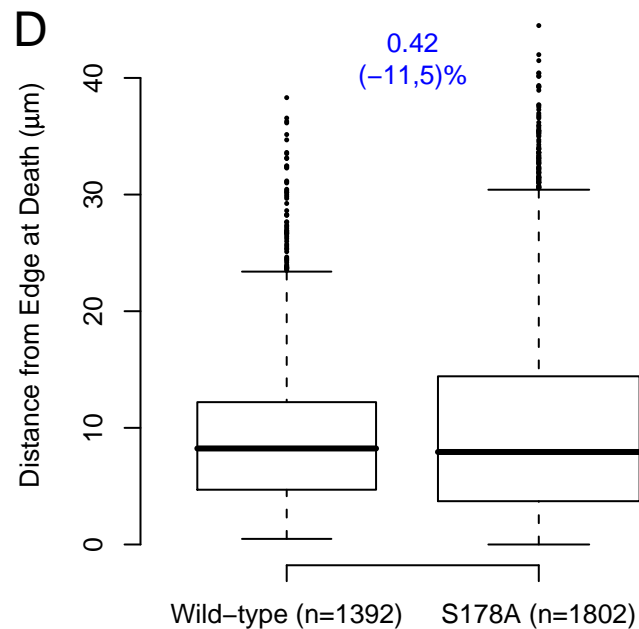 D
0.42
(−11,5)%
Distance from Edge at Death (μm)
40
30
20
10
0
Wild−type (n=1392)
S178A (n=1802)